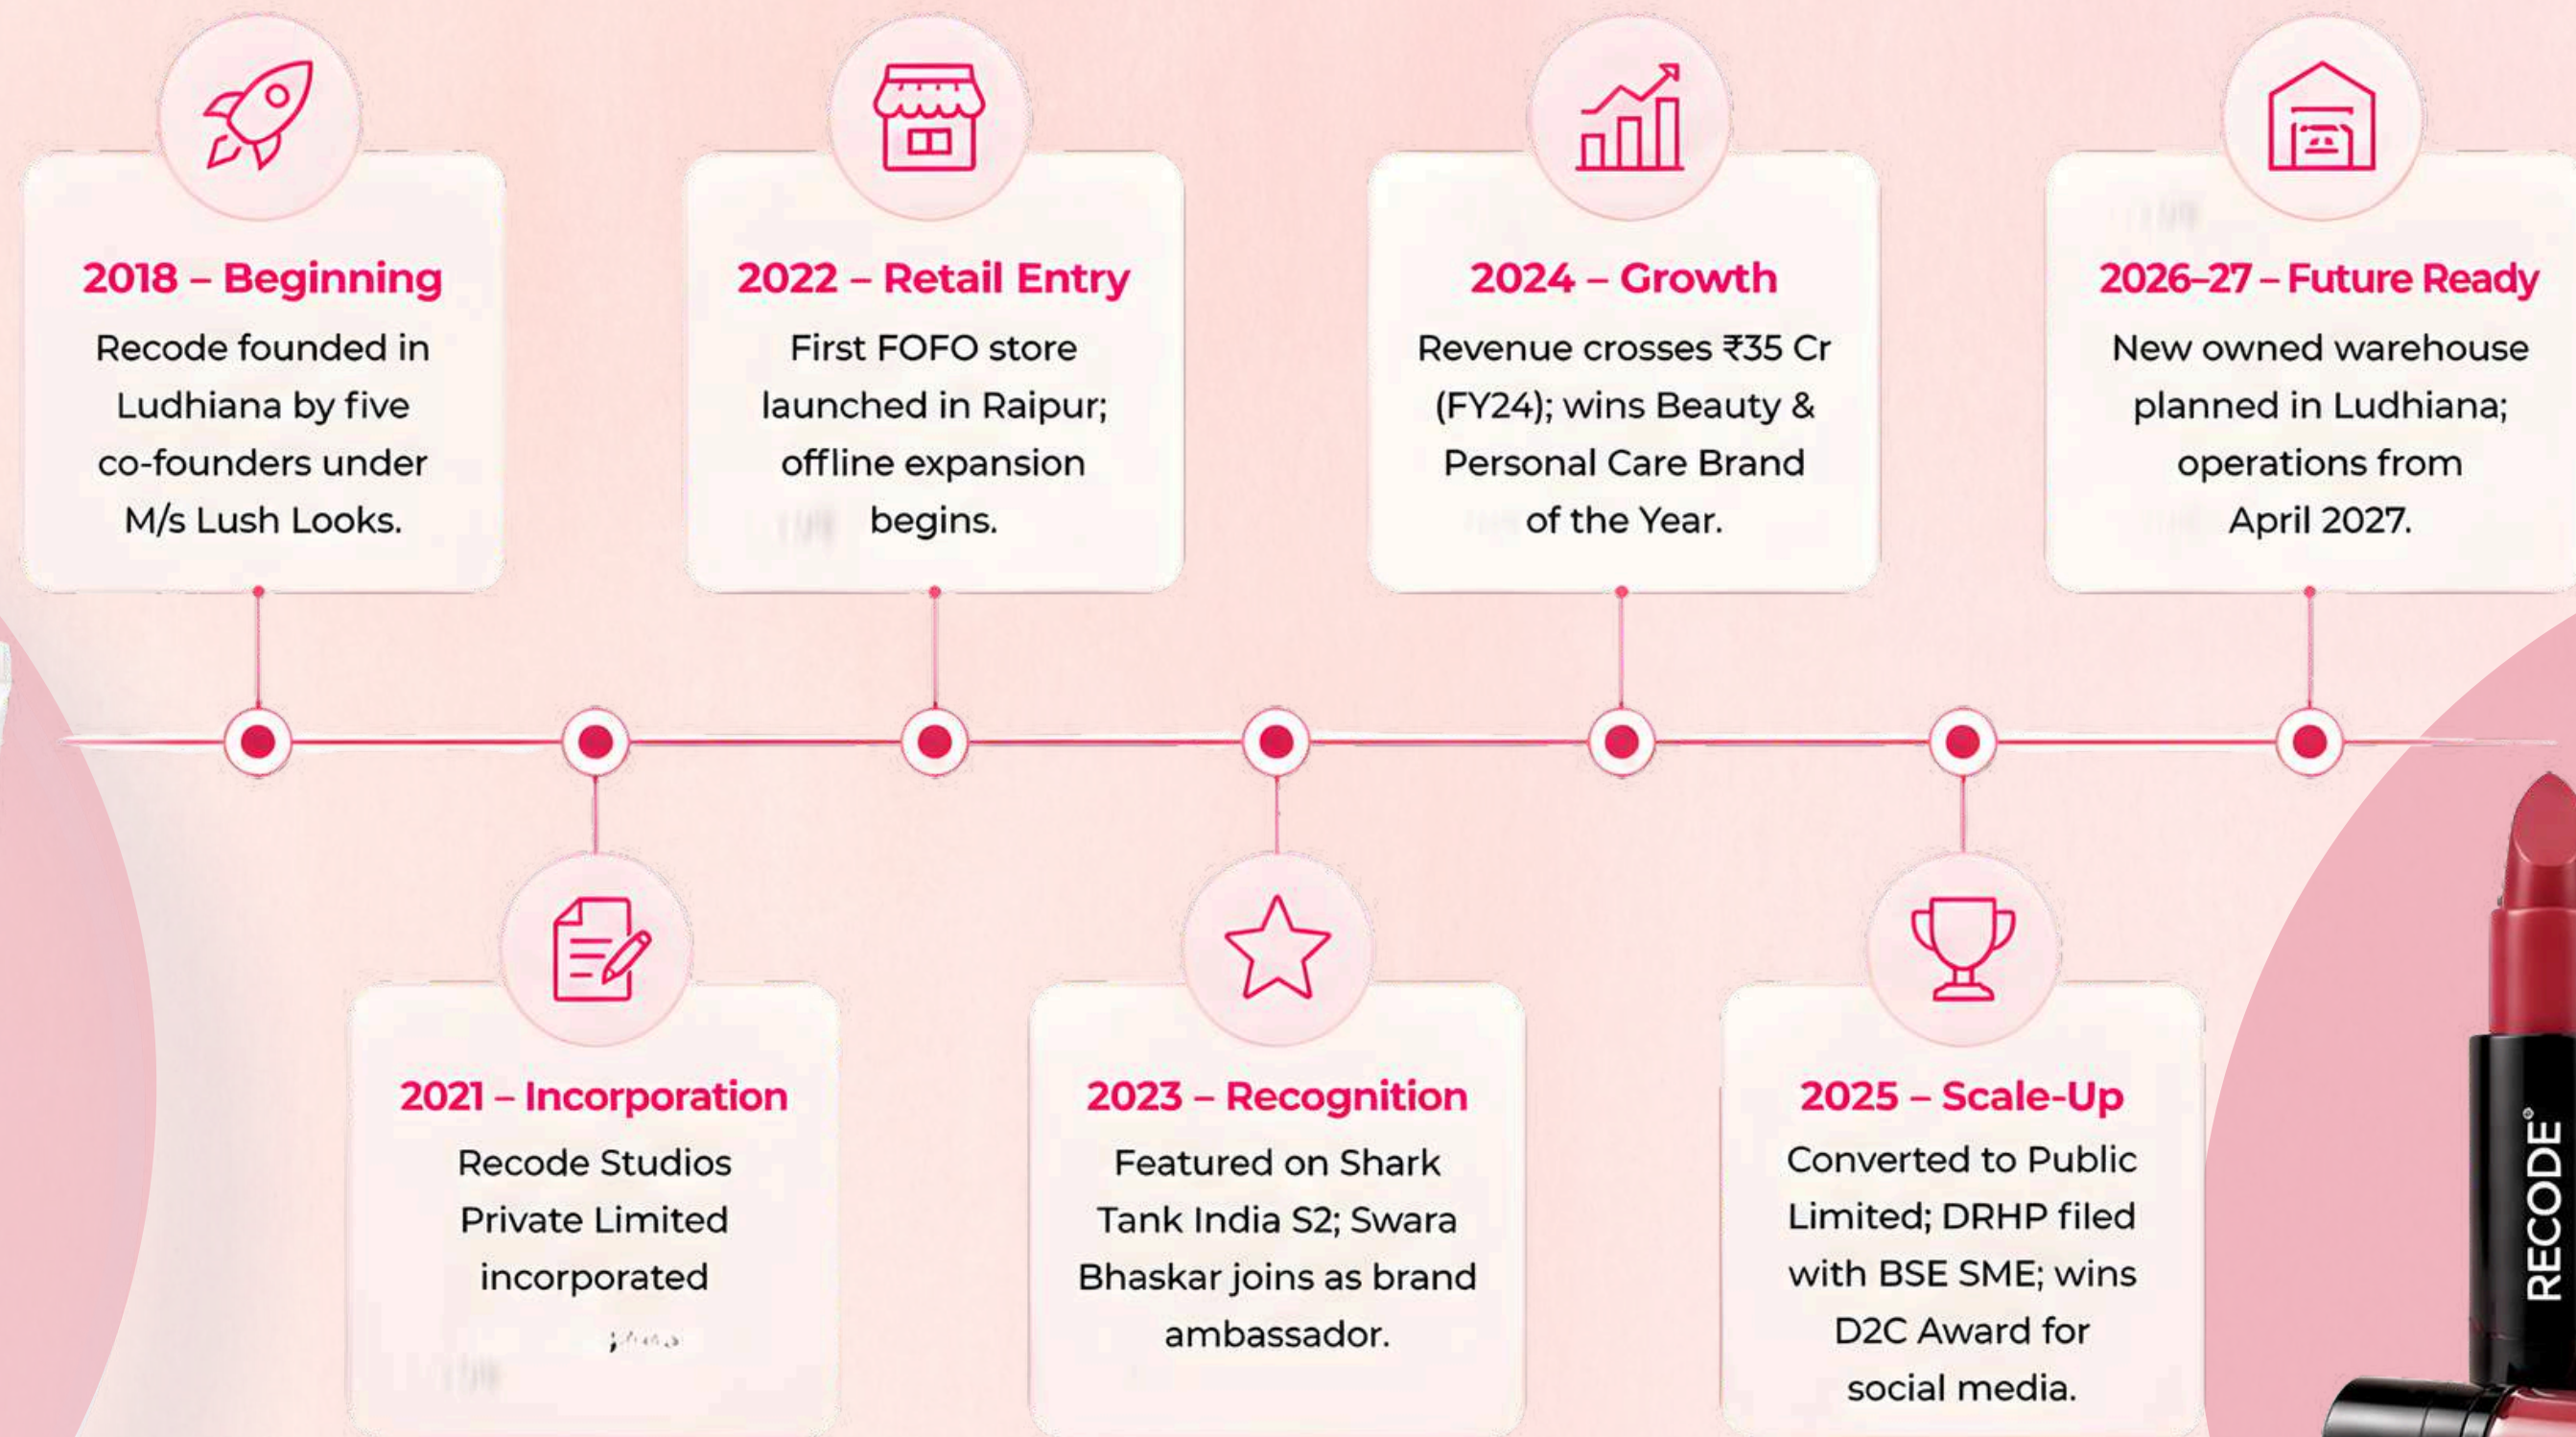 2018 – Beginning
Recode founded in
Ludhiana by five
co-founders under
M/s Lush Looks.
2021 – Incorporation
Recode Studios
Private Limited
incorporated
2022 – Retail Entry
First FOFO store
launched in Raipur;
offline expansion
begins.
2023 – Recognition
Featured on Shark
Tank India S2; Swara
Bhaskar joins as brand
ambassador.
2024 – Growth
Revenue crosses ₹35 Cr
(FY24); wins Beauty &
Personal Care Brand
of the Year.
2025 – Scale-Up
Converted to Public
Limited; DRHP filed
with BSE SME; wins
D2C Award for
social media.
2026–27 – Future Ready
New owned warehouse
planned in Ludhiana;
operations from
April 2027.
RECODE®